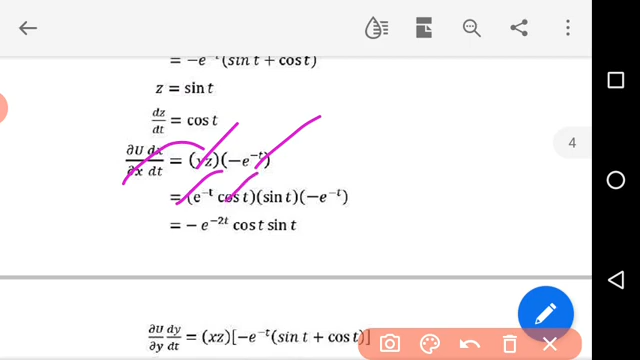 = −e⁻ᵗ(sin t + cos t)
z = sin t
dz/dt = cos t
∂U/∂x dx/dt = (yz)(−e⁻ᵗ)
= (e⁻ᵗ cos t)(sin t)(−e⁻ᵗ)
= − e⁻²ᵗ cos t sin t
4
∂U/∂y dy/dt = (xz)[−e⁻ᵗ(sin t + cos t)]